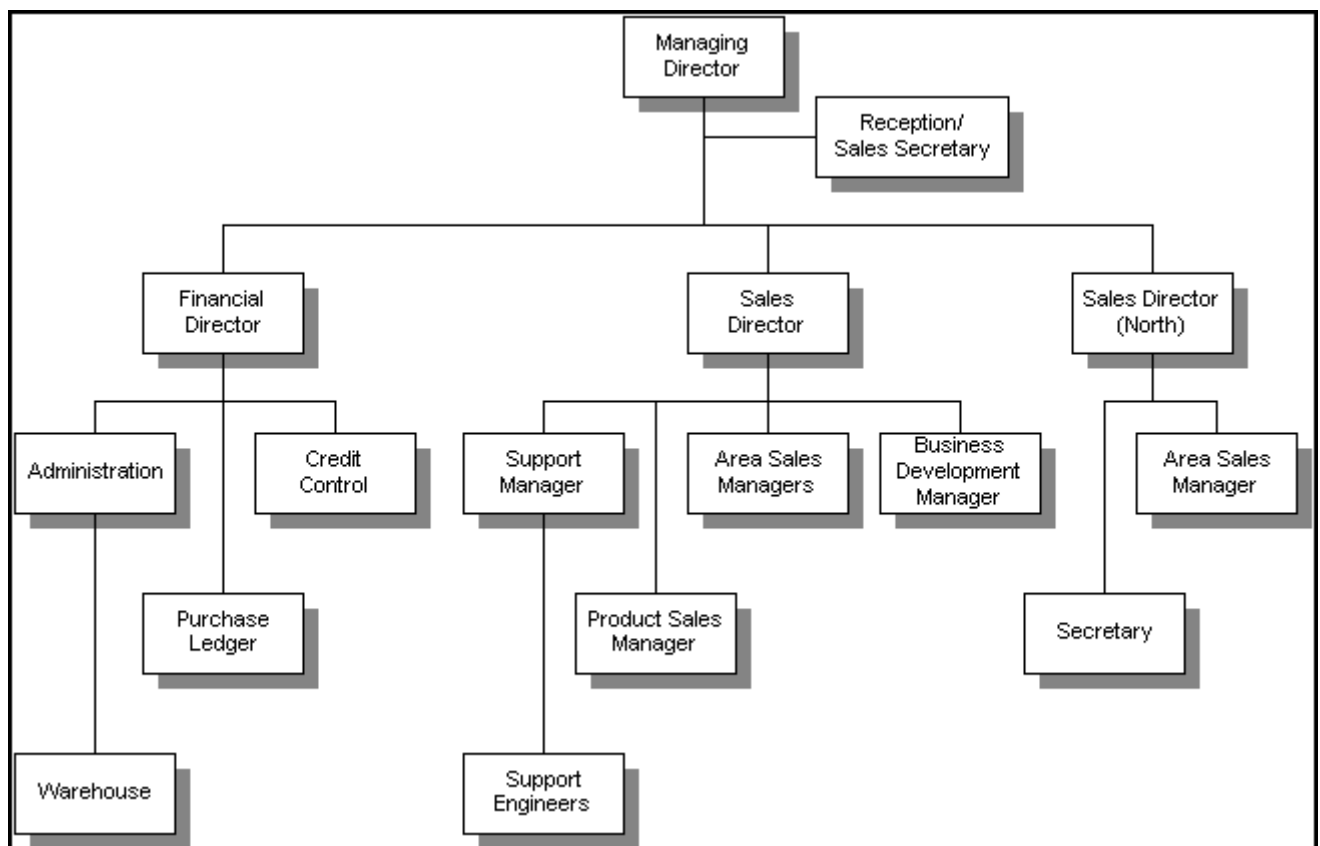 Managing
Director
Reception/
Sales Secretary
Financial
Director
Sales
Director
Sales Director
(North)
Administration
Credit
Control
Support
Manager
Area Sales
Managers
Business
Development
Manager
Area Sales
Manager
Purchase
Ledger
Product Sales
Manager
Secretary
Warehouse
Support
Engineers